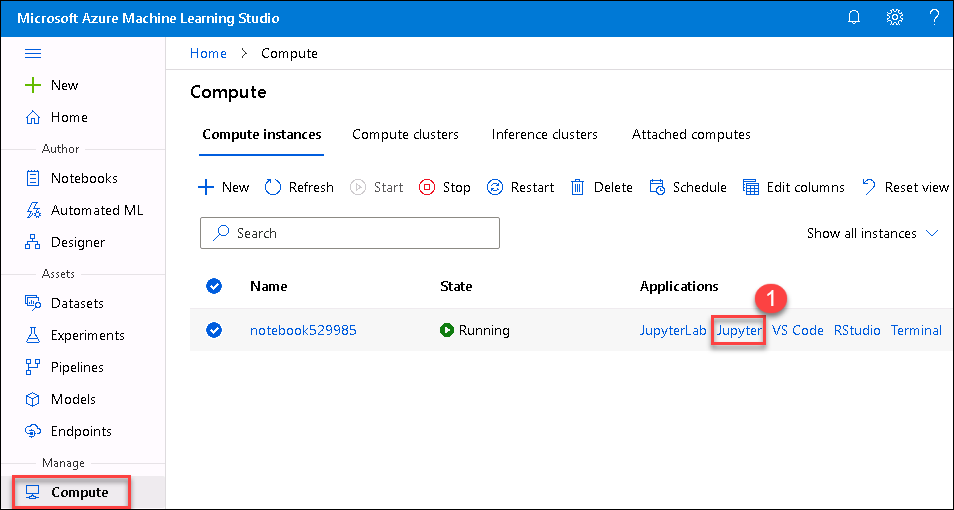 Microsoft Azure Machine Learning Studio
Home > Compute
New
Home
Author
Notebooks
Automated ML
Designer
Assets
Datasets
Experiments
Pipelines
Models
Endpoints
Manage
Compute
Compute
Compute instances Compute clusters Inference clusters Attached computes
New Refresh Start Stop Restart Delete Schedule Edit columns Reset view
Search Show all instances
Name State Applications
1
notebook529985 Running JupyterLab Jupyter VS Code RStudio Terminal